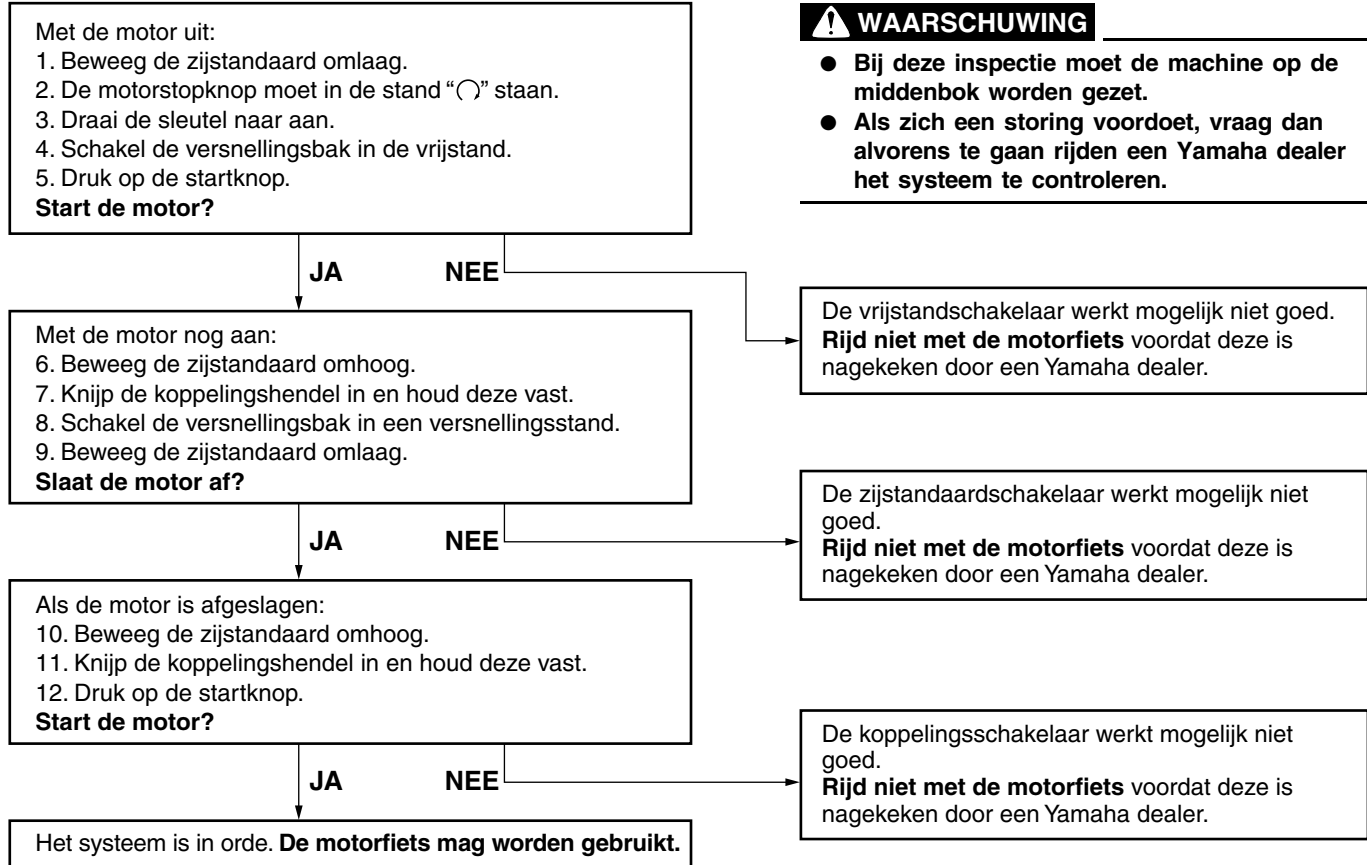 Met de motor uit:
1. Beweeg de zijstandaard omlaag.
2. De motorstopknop moet in de stand “◠” staan.
3. Draai de sleutel naar aan.
4. Schakel de versnellingsbak in de vrijstand.
5. Druk op de startknop.
Start de motor?
WAARSCHUWING
● Bij deze inspectie moet de machine op de
middenbok worden gezet.
● Als zich een storing voordoet, vraag dan
alvorens te gaan rijden een Yamaha dealer
het systeem te controleren.
JA NEE
De vrijstandschakelaar werkt mogelijk niet goed.
Rijd niet met de motorfiets voordat deze is
nagekeken door een Yamaha dealer.
Met de motor nog aan:
6. Beweeg de zijstandaard omhoog.
7. Knijp de koppelingshendel in en houd deze vast.
8. Schakel de versnellingsbak in een versnellingsstand.
9. Beweeg de zijstandaard omlaag.
Slaat de motor af?
JA NEE
De zijstandaardschakelaar werkt mogelijk niet
goed.
Rijd niet met de motorfiets voordat deze is
nagekeken door een Yamaha dealer.
Als de motor is afgeslagen:
10. Beweeg de zijstandaard omhoog.
11. Knijp de koppelingshendel in en houd deze vast.
12. Druk op de startknop.
Start de motor?
JA NEE
De koppelingsschakelaar werkt mogelijk niet
goed.
Rijd niet met de motorfiets voordat deze is
nagekeken door een Yamaha dealer.
Het systeem is in orde. De motorfiets mag worden gebruikt.